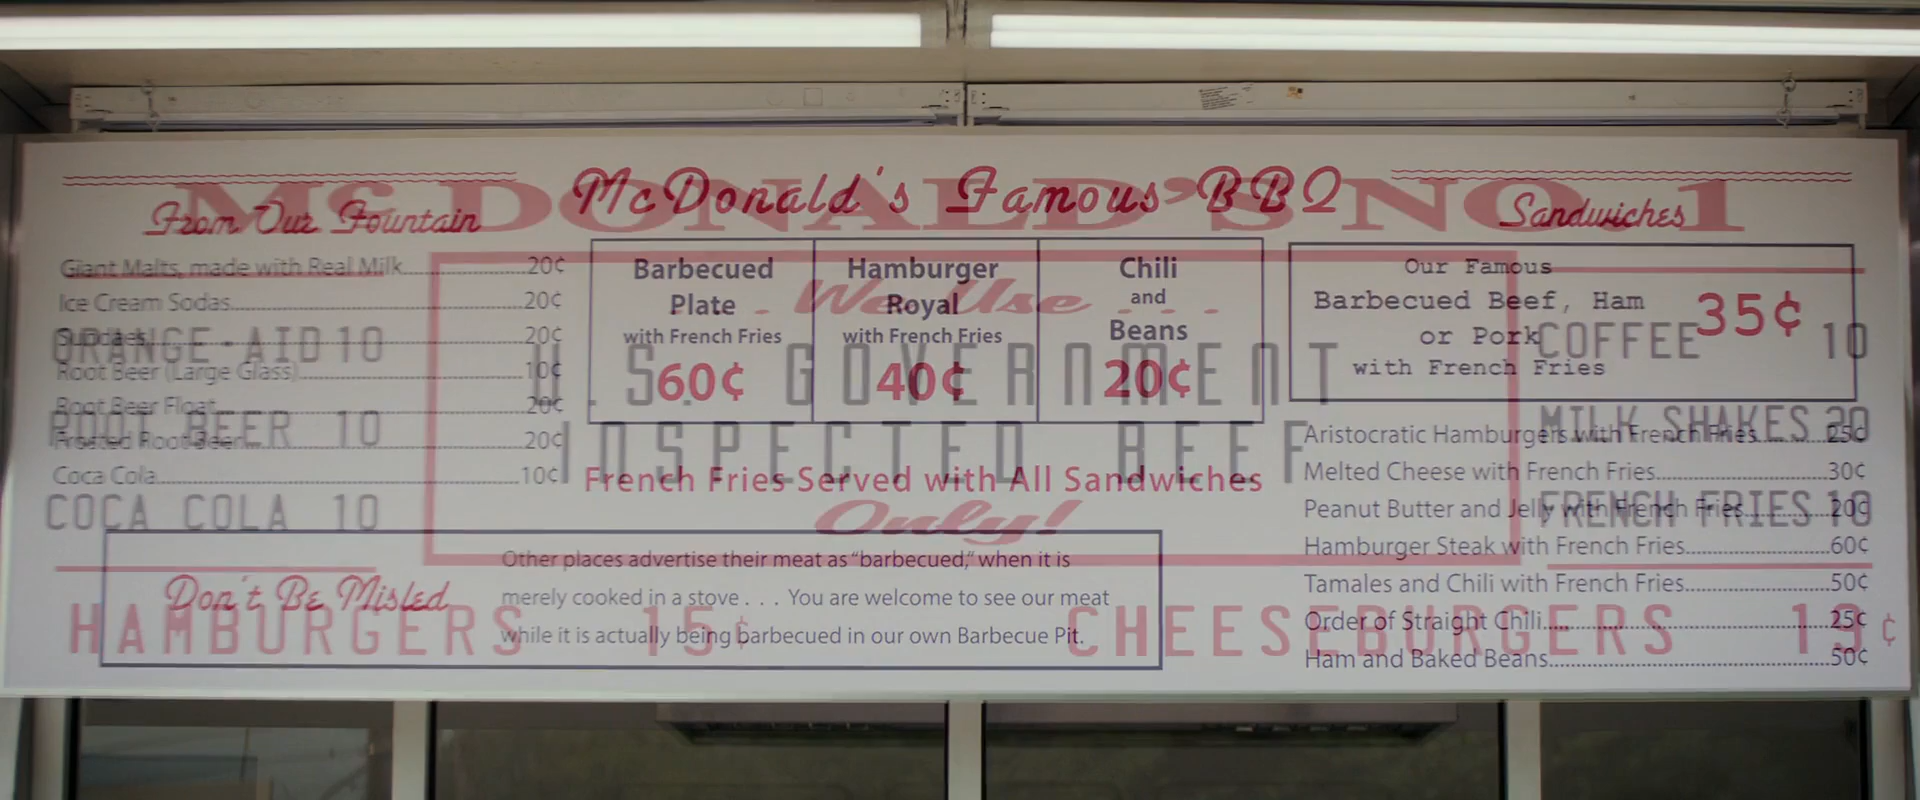 McDONALD'S NO 1
McDonald's Famous BBQ
From Our Fountain
Giant Malts, made with Real Milk 20¢
Ice Cream Sodas 20¢
Sundaes 20¢
Root Beer (Large Glass) 10¢
Root Beer Float 20¢
Frosted Root Beer 20¢
Coca Cola 10¢
ORANGE-AID 10
ROOT BEER 10
COCA COLA 10
Barbecued
Plate
with French Fries
60¢
Hamburger
Royal
with French Fries
40¢
Chili
and
Beans
20¢
French Fries Served with All Sandwiches
. We Use . . .
U. S. GOVERNMENT
INSPECTED BEEF
Only!
Sandwiches
Our Famous
Barbecued Beef, Ham
or Pork
with French Fries
35¢
Aristocratic Hamburgers with French Fries 25¢
Melted Cheese with French Fries 30¢
Peanut Butter and Jelly with French Fries 20¢
Hamburger Steak with French Fries 60¢
Tamales and Chili with French Fries 50¢
Order of Straight Chili 25¢
Ham and Baked Beans 50¢
COFFEE 10
MILK SHAKES 20
FRENCH FRIES 10
Don't Be Misled
Other places advertise their meat as "barbecued," when it is
merely cooked in a stove . . . You are welcome to see our meat
while it is actually being barbecued in our own Barbecue Pit.
HAMBURGERS 15¢
CHEESEBURGERS 19¢